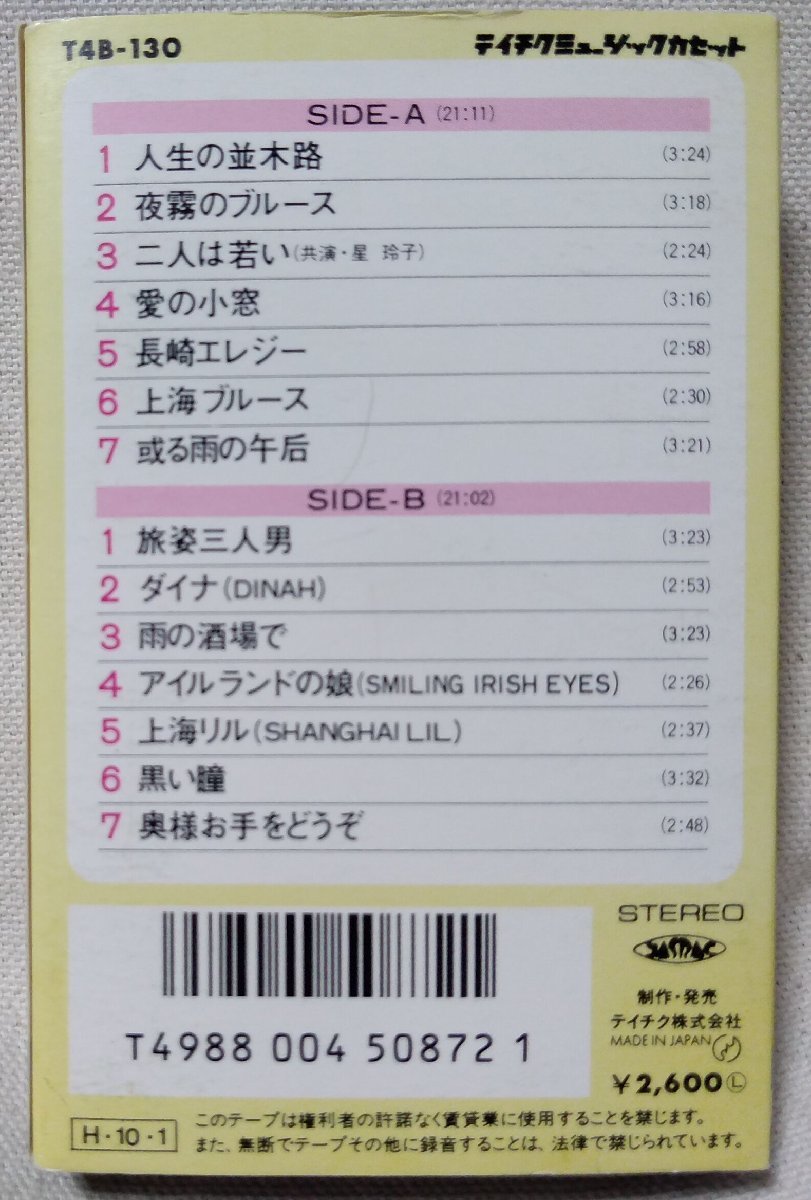 T4B-130 テイチクミュージックカセット
SIDE-A (21:11)
1 人生の並木路 (3:24)
2 夜霧のブルース (3:18)
3 二人は若い(共演・星 玲子) (2:24)
4 愛の小窓 (3:16)
5 長崎エレジー (2:58)
6 上海ブルース (2:30)
7 或る雨の午后 (3:21)
SIDE-B (21:02)
1 旅姿三人男 (3:23)
2 ダイナ(DINAH) (2:53)
3 雨の酒場で (3:23)
4 アイルランドの娘(SMILING IRISH EYES) (2:26)
5 上海リル(SHANGHAI LIL) (2:37)
6 黒い瞳 (3:32)
7 奥様お手をどうぞ (2:48)
T4988 004 50872 1
STEREO
JASRAC
制作・発売
テイチク株式会社
MADE IN JAPAN
¥2,600 Ⓛ
H・10・1
このテープは権利者の許諾なく賃貸業に使用することを禁じます。
また、無断でテープその他に録音することは、法律で禁じられています。